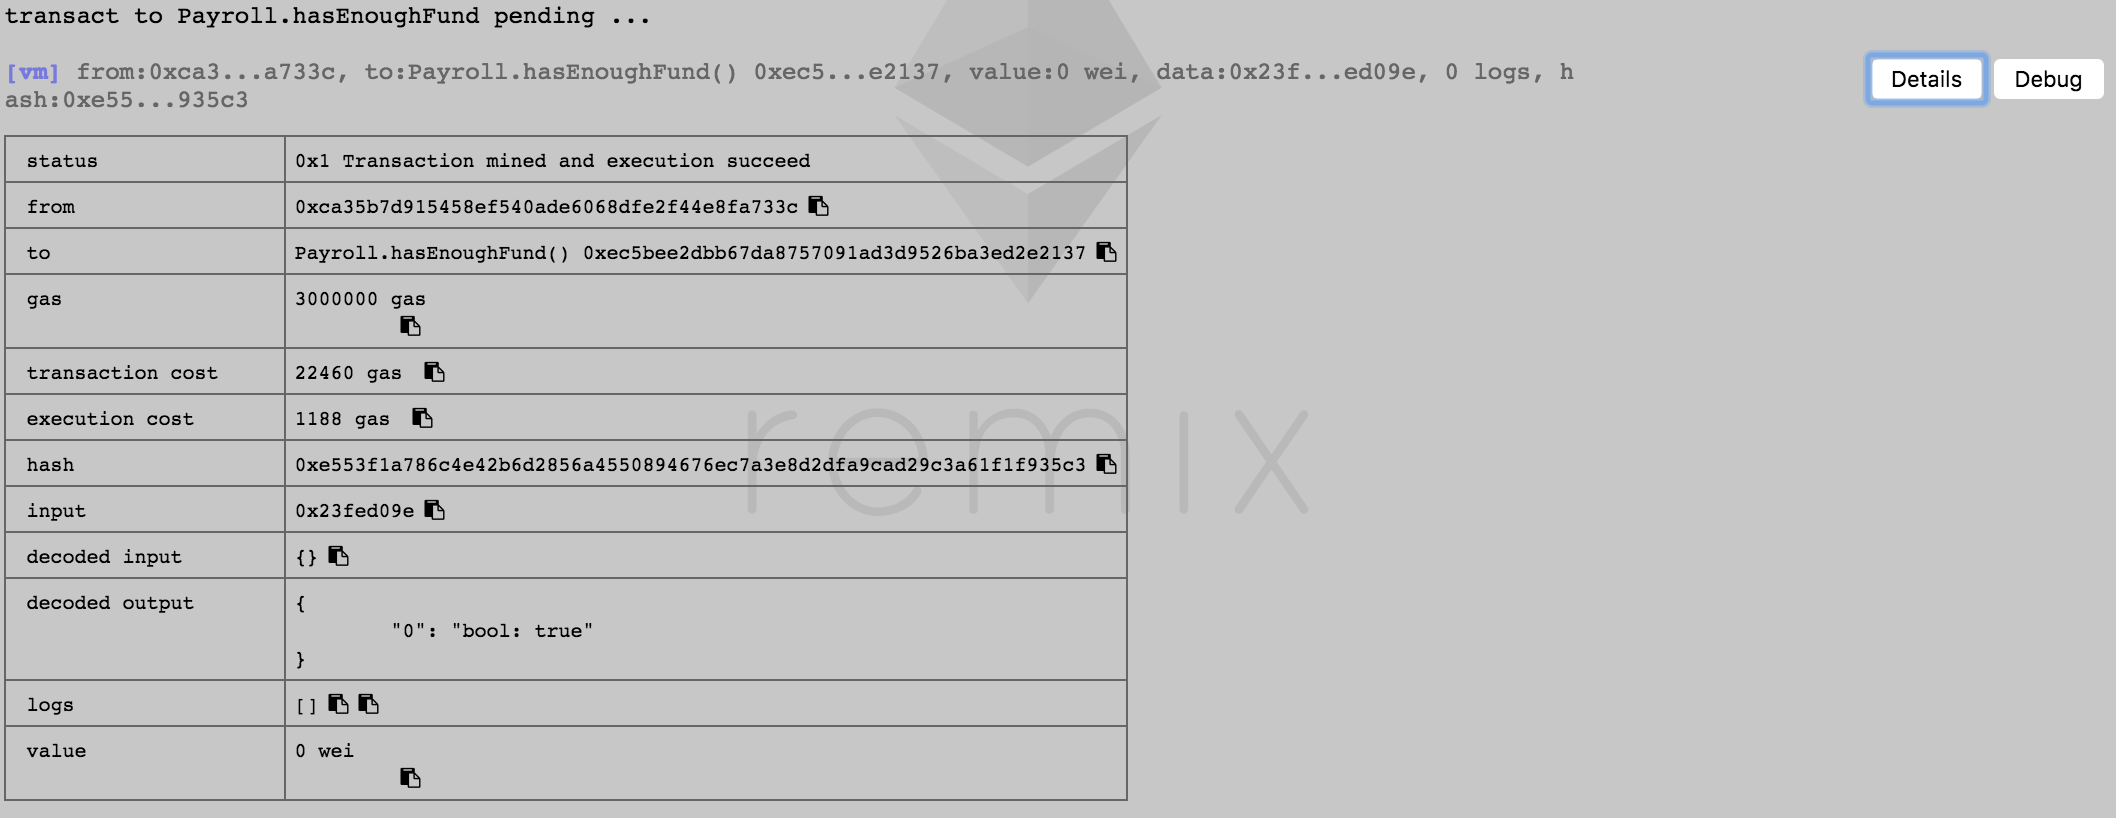 transact to Payroll.hasEnoughFund pending ...
[vm] from:0xca3...a733c, to:Payroll.hasEnoughFund() 0xec5...e2137, value:0 wei, data:0x23f...ed09e, 0 logs, h
ash:0xe55...935c3
Details Debug
status 0x1 Transaction mined and execution succeed
from 0xca35b7d915458ef540ade6068dfe2f44e8fa733c
to Payroll.hasEnoughFund() 0xec5bee2dbb67da8757091ad3d9526ba3ed2e2137
gas 3000000 gas
transaction cost 22460 gas
execution cost 1188 gas
hash 0xe553f1a786c4e42b6d2856a4550894676ec7a3e8d2dfa9cad29c3a61f1f935c3
input 0x23fed09e
decoded input {}
decoded output {
"0": "bool: true"
}
logs []
value 0 wei
remix